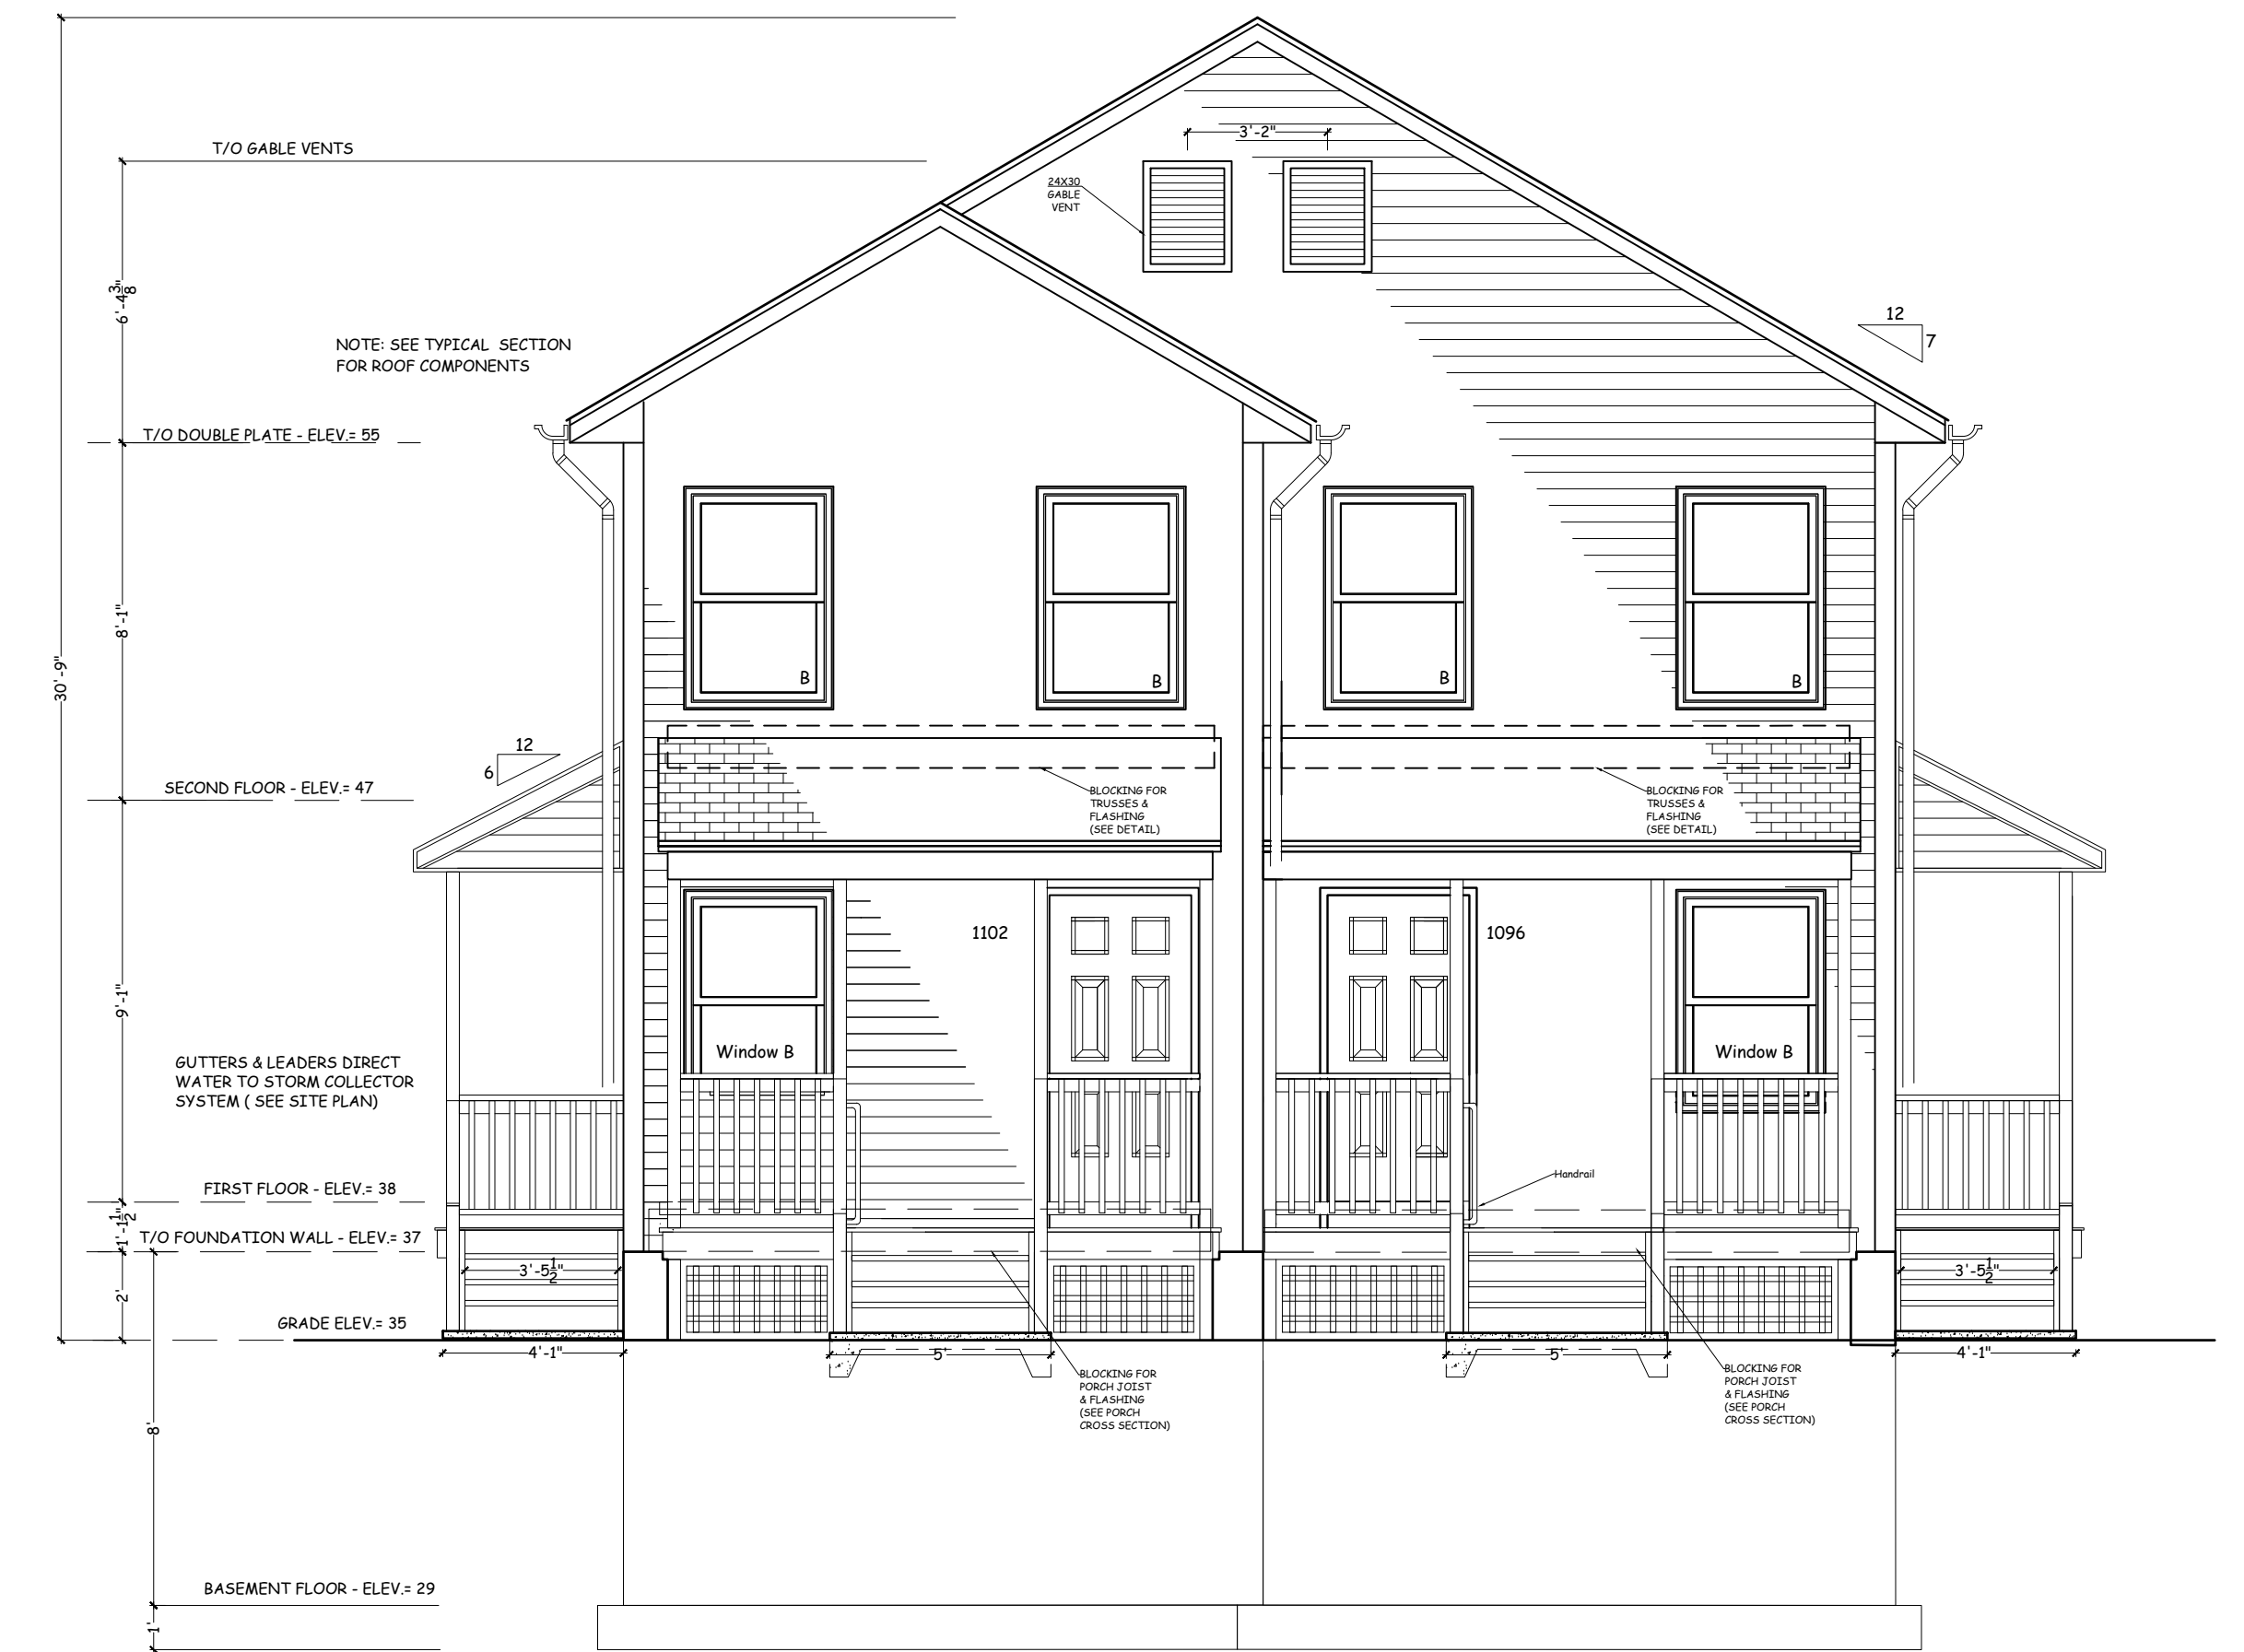 T/O GABLE VENTS
3'-2"
24X30
GABLE
VENT
6'-4 3/8"
12
7
NOTE: SEE TYPICAL SECTION
FOR ROOF COMPONENTS
T/O DOUBLE PLATE - ELEV.= 55
8'-1"
30'-9"
B
B
B
B
12
6
SECOND FLOOR - ELEV.= 47
BLOCKING FOR
TRUSSES &
FLASHING
(SEE DETAIL)
BLOCKING FOR
TRUSSES &
FLASHING
(SEE DETAIL)
1102
1096
9'-1"
Window B
Window B
GUTTERS & LEADERS DIRECT
WATER TO STORM COLLECTOR
SYSTEM ( SEE SITE PLAN)
Handrail
FIRST FLOOR - ELEV.= 38
1'-1 1/2"
T/O FOUNDATION WALL - ELEV.= 37
3'-5 1/2"
3'-5 1/2"
2'
GRADE ELEV.= 35
4'-1"
5'
5'
4'-1"
BLOCKING FOR
PORCH JOIST
& FLASHING
(SEE PORCH
CROSS SECTION)
BLOCKING FOR
PORCH JOIST
& FLASHING
(SEE PORCH
CROSS SECTION)
8'
BASEMENT FLOOR - ELEV.= 29
1'